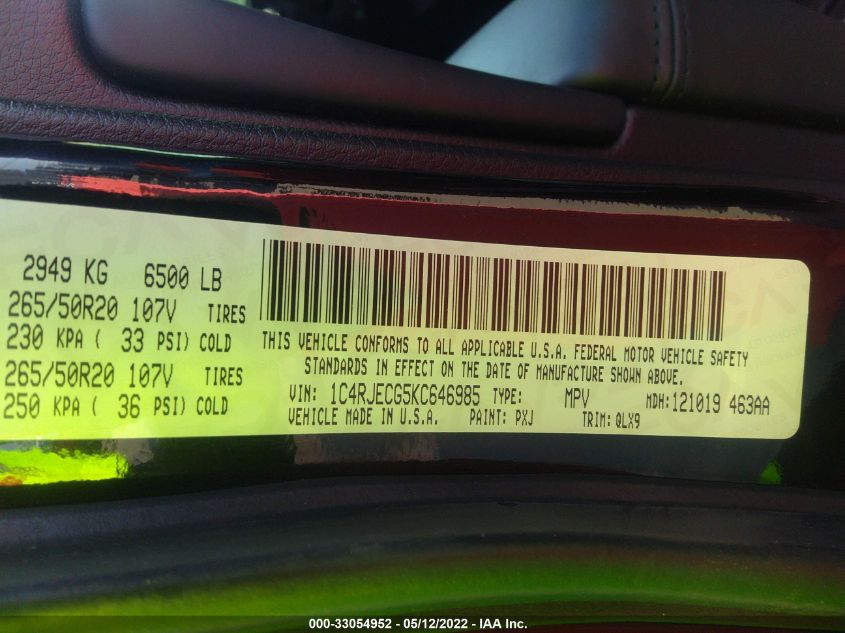 2949 KG 6500 LB
265/50R20 107V TIRES
230 KPA ( 33 PSI) COLD
265/50R20 107V TIRES
250 KPA ( 36 PSI) COLD
THIS VEHICLE CONFORMS TO ALL APPLICABLE U.S.A. FEDERAL MOTOR VEHICLE SAFETY
STANDARDS IN EFFECT ON THE DATE OF MANUFACTURE SHOWN ABOVE.
VIN: 1C4RJECG5KC646985 TYPE: MPV MDH:121019 463AA
VEHICLE MADE IN U.S.A. PAINT: PXJ TRIM: QLX9
000-33054952 - 05/12/2022 - IAA Inc.